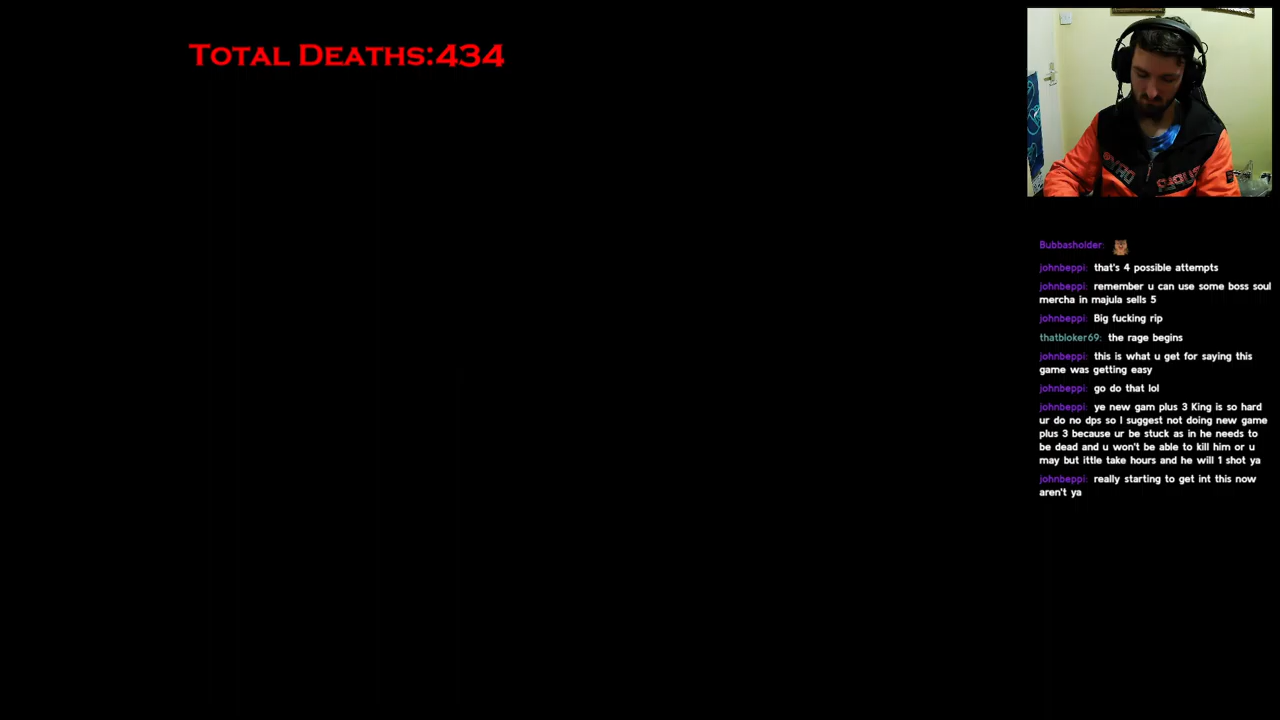 Total Deaths:434
Bubbasholder:
johnbeppi: that's 4 possible attempts
johnbeppi: remember u can use some boss soul
mercha in majula sells 5
johnbeppi: Big fucking rip
thatbloker69: the rage begins
johnbeppi: this is what u get for saying this
game was getting easy
johnbeppi: go do that lol
johnbeppi: ye new gam plus 3 King is so hard
ur do no dps so I suggest not doing new game
plus 3 because ur be stuck as in he needs to
be dead and u won't be able to kill him or u
may but ittle take hours and he will 1 shot ya
johnbeppi: really starting to get int this now
aren't ya